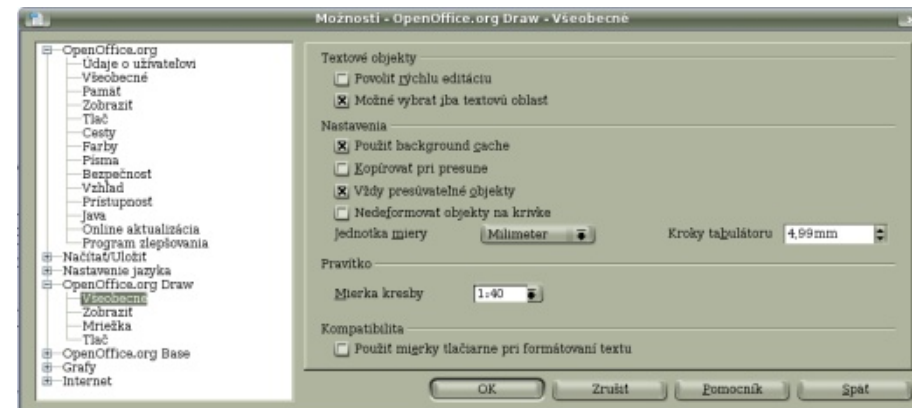 Možnosti - OpenOffice.org Draw - Všeobecné
OpenOffice.org
Údaje o užívateľovi
Všeobecné
Pamäť
Zobraziť
Tlač
Cesty
Farby
Písma
Bezpečnosť
Vzhľad
Prístupnosť
Java
Online aktualizácia
Program zlepšovania
Načítať/Uložiť
Nastavenie jazyka
OpenOffice.org Draw
Všeobecné
Zobraziť
Mriežka
Tlač
OpenOffice.org Base
Grafy
Internet
Textové objekty
Povoliť rýchlu editáciu
Možné vybrať iba textovú oblasť
Nastavenia
Použiť background cache
Kopírovať pri presune
Vždy presúvateľné objekty
Nedeformovať objekty na krivke
Jednotka miery Milimeter Kroky tabulátoru 4,99mm
Pravítko
Mierka kresby 1:40
Kompatibilita
Použiť mierky tlačiarne pri formátovaní textu
OK Zrušiť Pomocník Späť